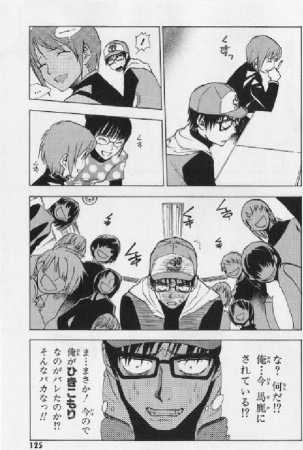 !
な？何だ!?
俺…今馬鹿に
されている!?
ま…まさか！今ので
俺がひきこもり
なのがバレたのか!?
そんなバカなっ!!
125